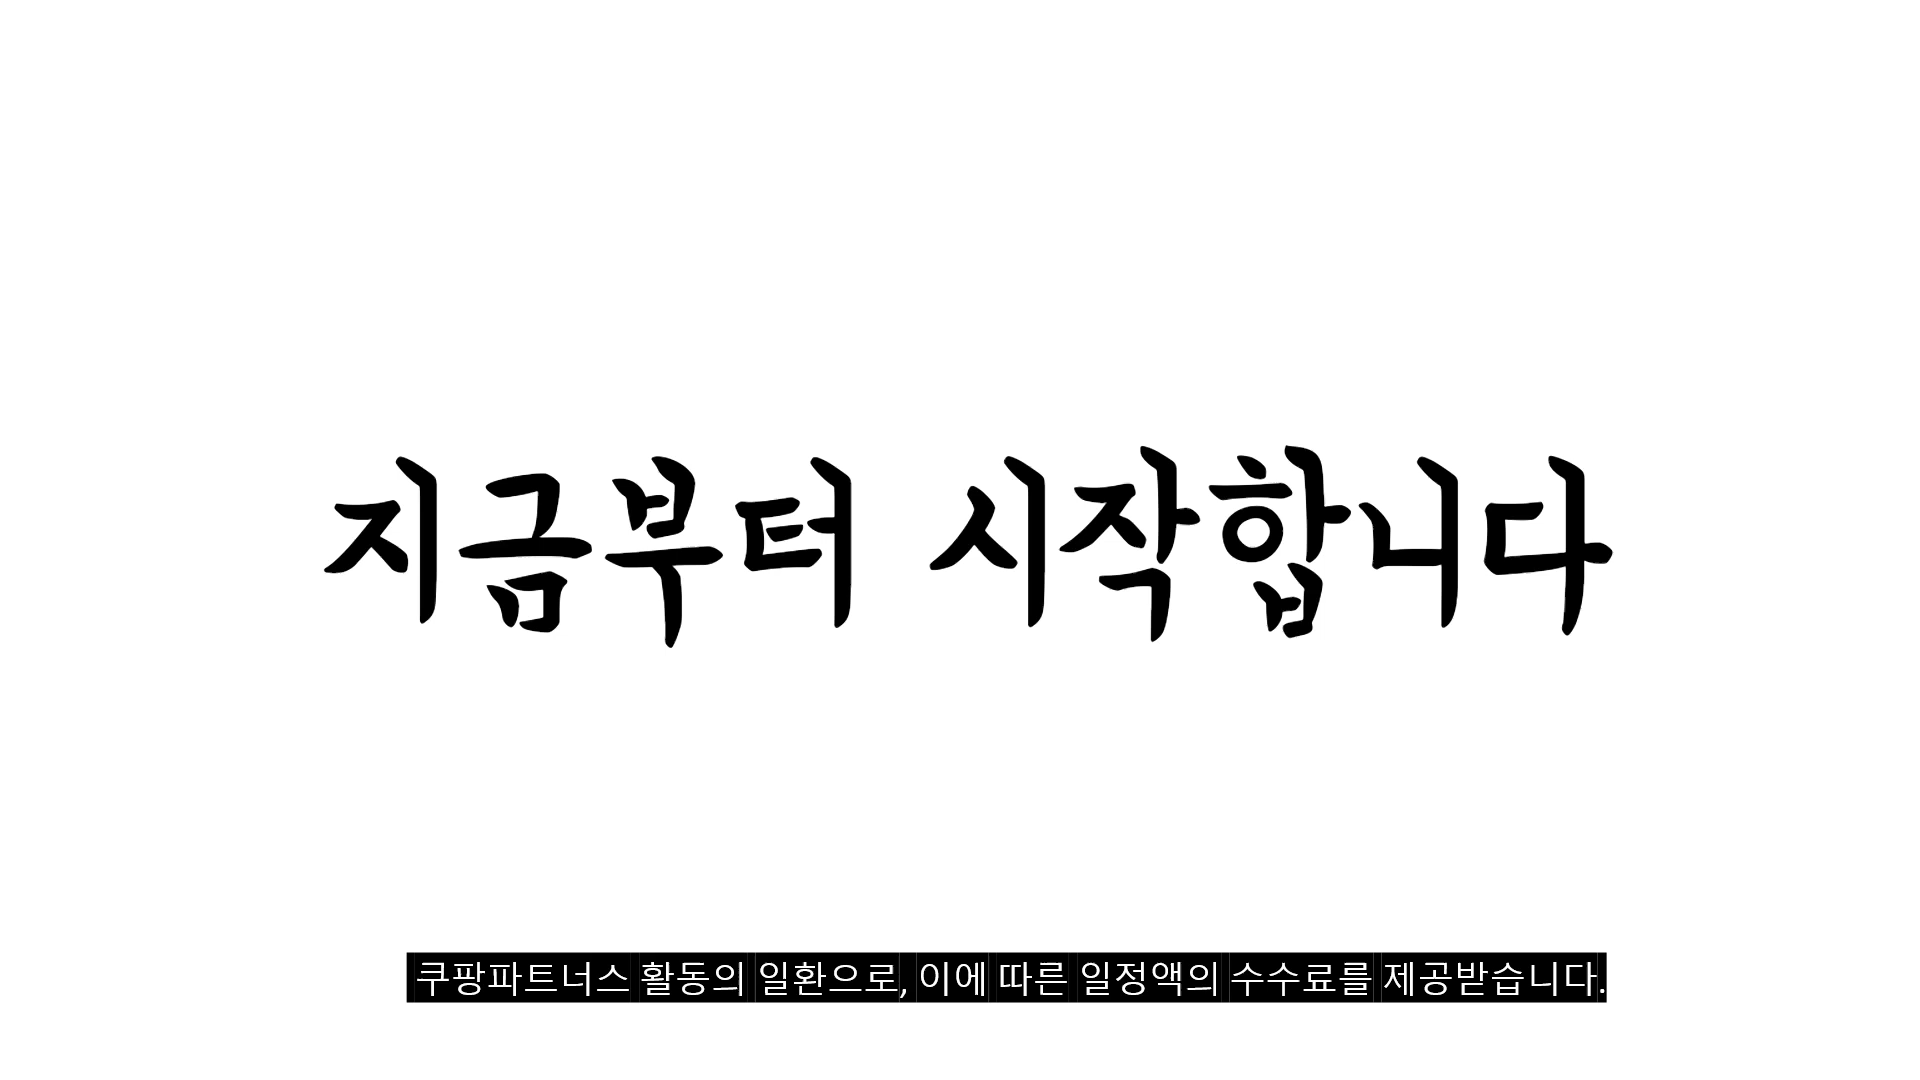 지금부터 시작합니다
쿠팡파트너스 활동의 일환으로, 이에 따른 일정액의 수수료를 제공받습니다.